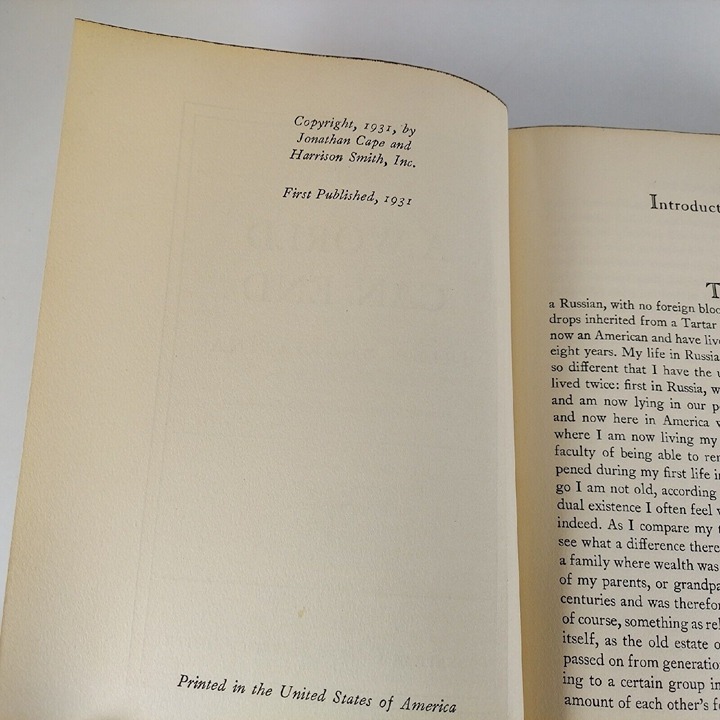 Copyright, 1931, by
Jonathan Cape and
Harrison Smith, Inc.
First Published, 1931
Printed in the United States of America
Introduct
T
a Russian, with no foreign bloo
drops inherited from a Tartar
now an American and have live
eight years. My life in Russia
so different that I have the
lived twice: first in Russia, w
and am now lying in our p
and now here in America
where I am now living my
faculty of being able to rem
pened during my first life in
go I am not old, according
dual existence I often feel
indeed. As I compare my
see what a difference there
a family where wealth was
of my parents, or grandpa
centuries and was therefor
of course, something as rel
itself, as the old estate o
passed on from generation
ing to a certain group in
amount of each other's f